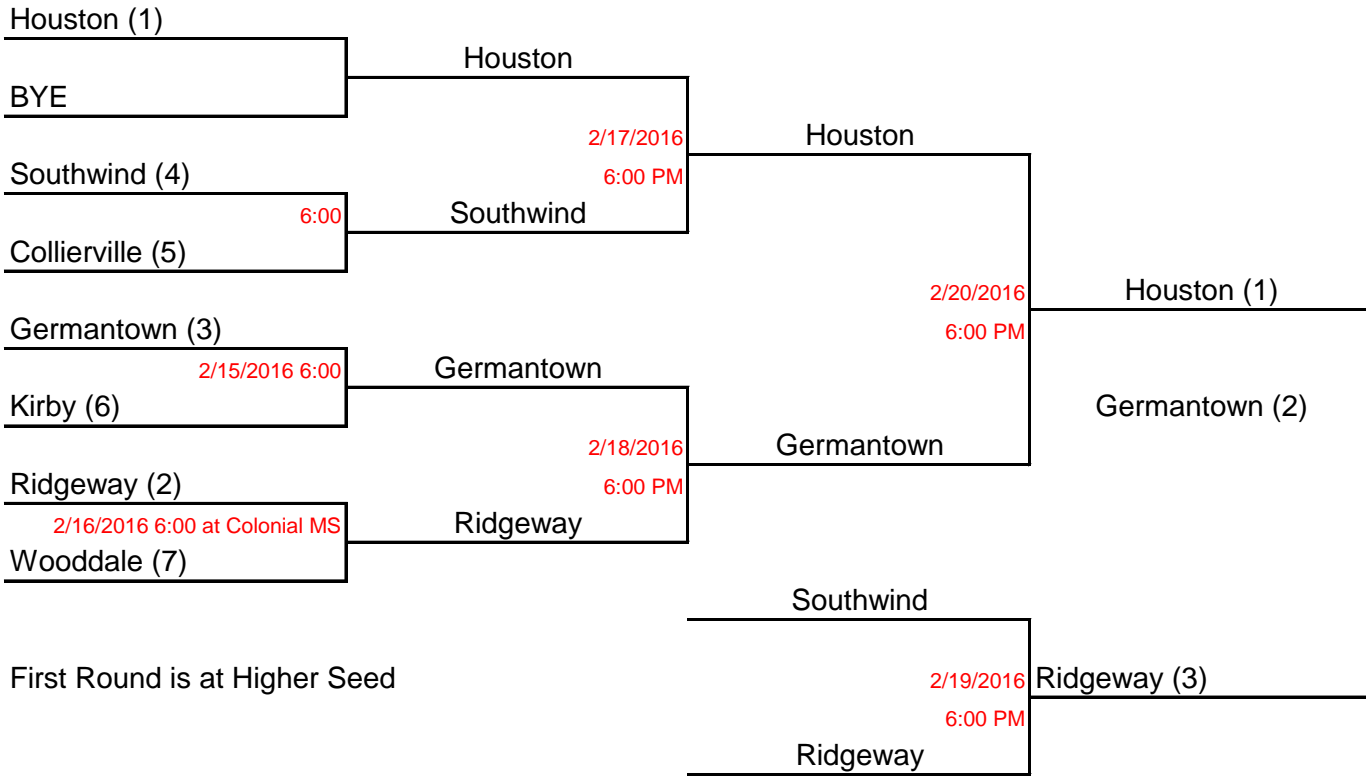 Houston (1)
Houston
BYE
2/17/2016
Houston
Southwind (4)
6:00 PM
6:00
Southwind
Collierville (5)
2/20/2016
Houston (1)
Germantown (3)
6:00 PM
2/15/2016 6:00
Germantown
Kirby (6)
Germantown (2)
2/18/2016
Germantown
Ridgeway (2)
6:00 PM
2/16/2016 6:00 at Colonial MS
Ridgeway
Wooddale (7)
Southwind
First Round is at Higher Seed
2/19/2016
Ridgeway (3)
6:00 PM
Ridgeway